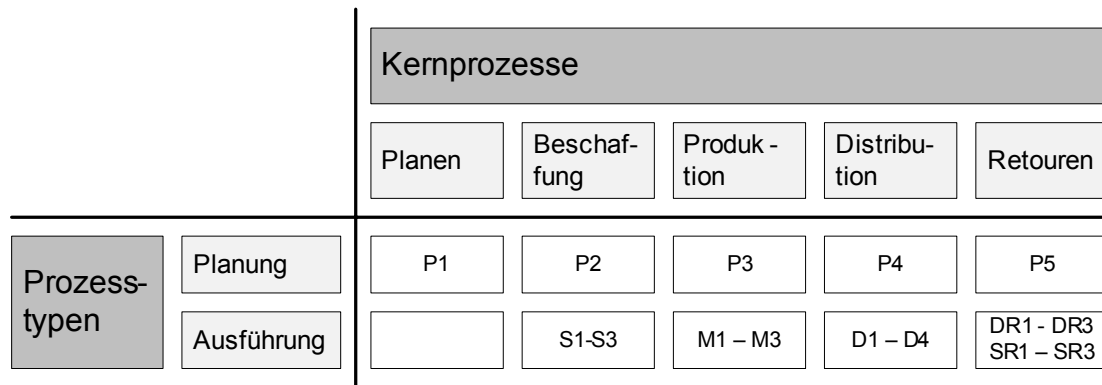 Kernprozesse
Planen
Beschaf-
fung
Produk -
tion
Distribu-
tion
Retouren
Prozess-
typen
Planung
P1
P2
P3
P4
P5
Ausführung
S1-S3
M1 – M3
D1 – D4
DR1 - DR3
SR1 – SR3